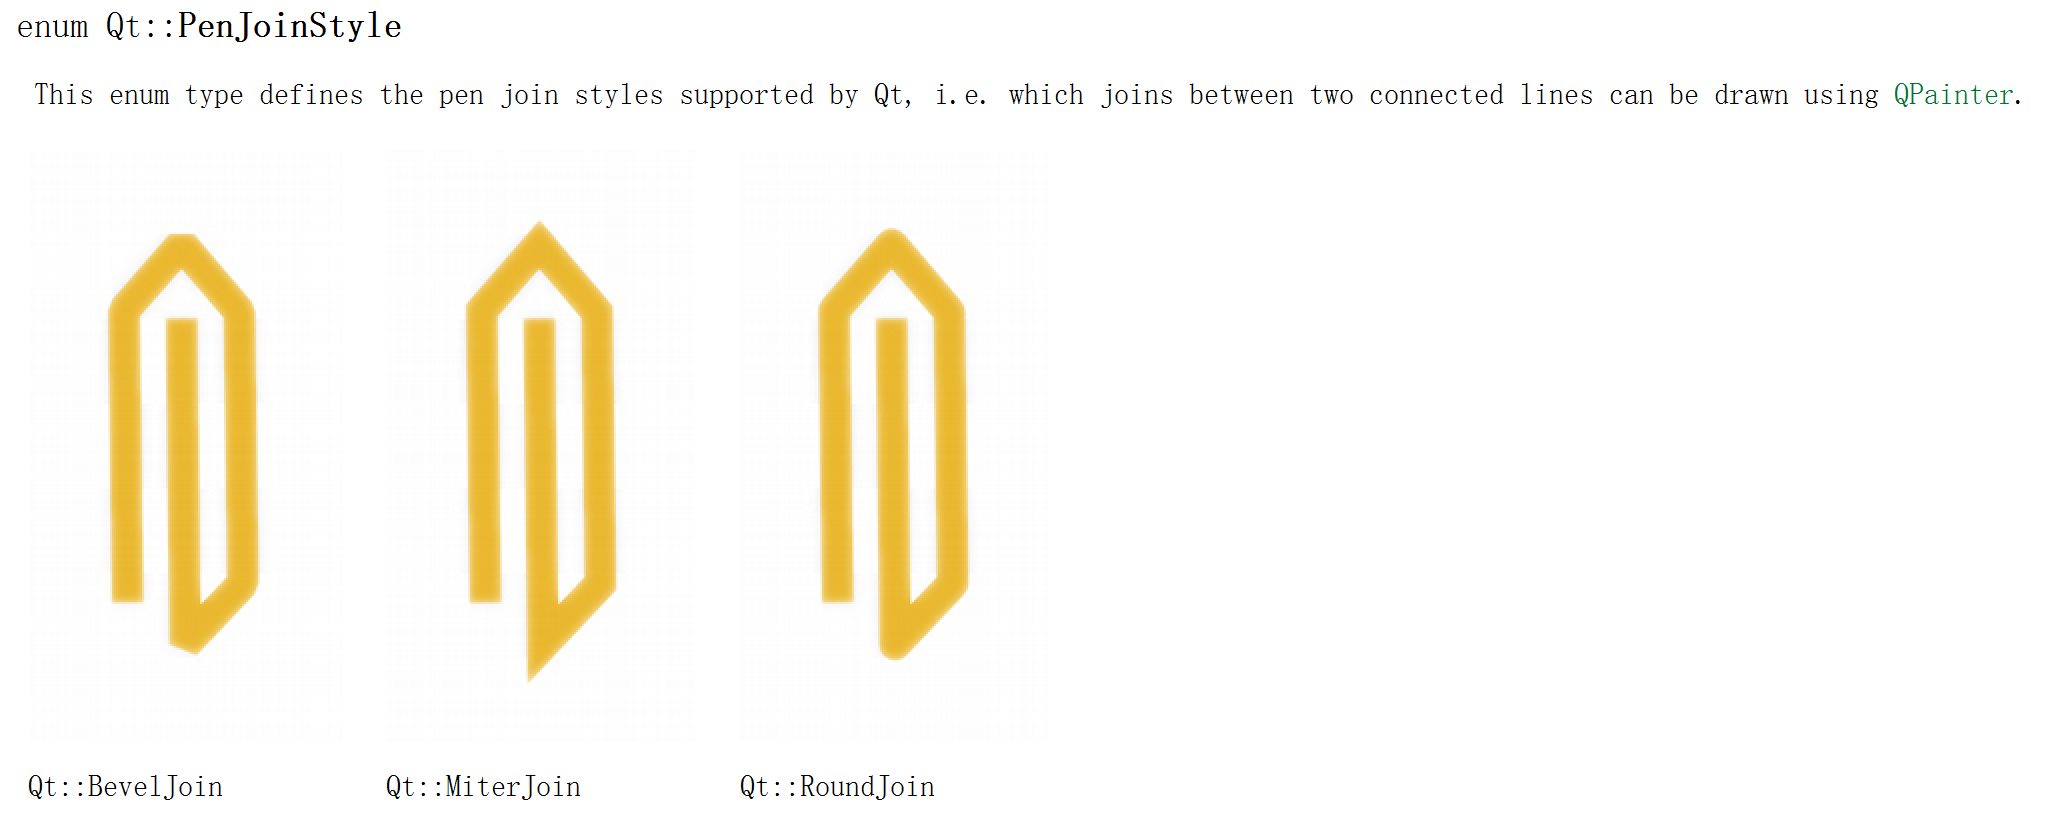 enum Qt::PenJoinStyle
This enum type defines the pen join styles supported by Qt, i.e. which joins between two connected lines can be drawn using QPainter.
Qt::BevelJoin Qt::MiterJoin Qt::RoundJoin